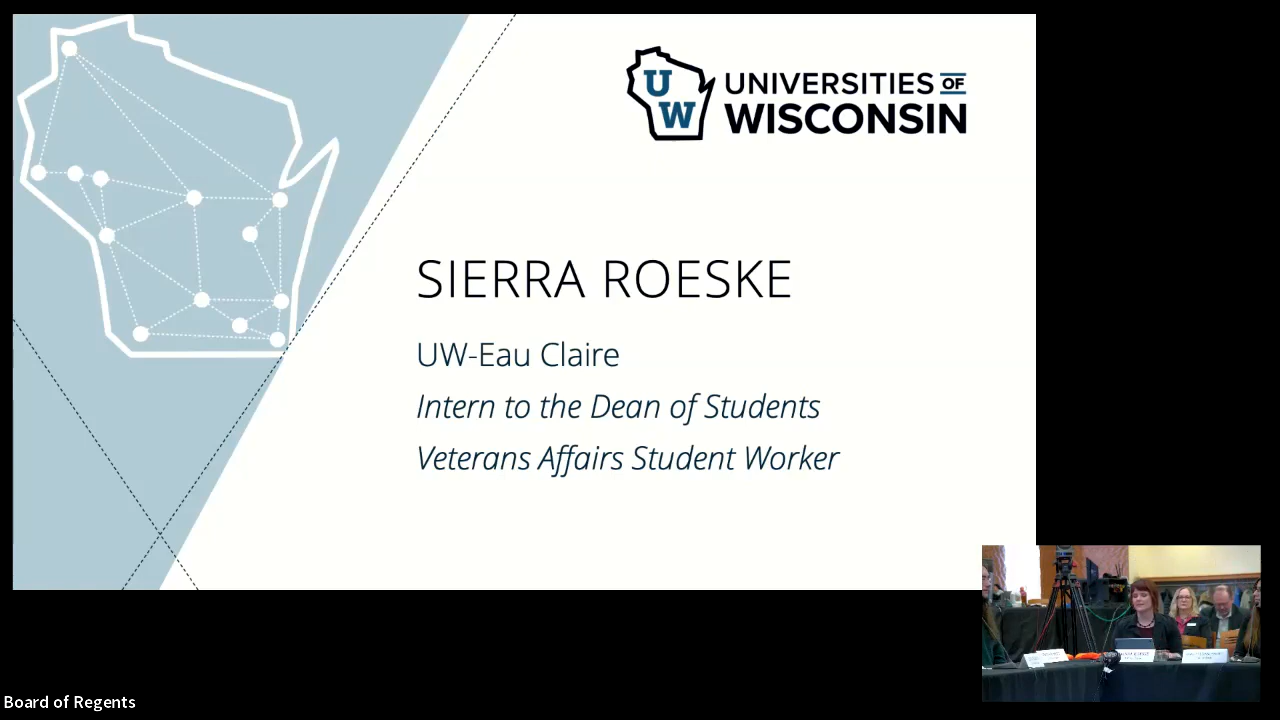 UW
UNIVERSITIES OF
WISCONSIN
SIERRA ROESKE
UW-Eau Claire
Intern to the Dean of Students
Veterans Affairs Student Worker
Board of Regents